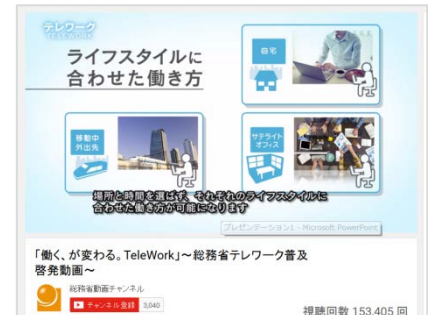 テレワーク
TELEWORK
ライフスタイルに
合わせた働き方
自宅
移動中
外出先
サテライト
オフィス
場所と時間を選ばず、それぞれのライフスタイルに
合わせた働き方が可能になります
プレゼンテーション1 - Microsoft PowerPoint
「働く、が変わる。TeleWork」～総務省テレワーク普及
啓発動画～
総務省動画チャンネル
チャンネル登録 3,040
視聴回数 153,405 回